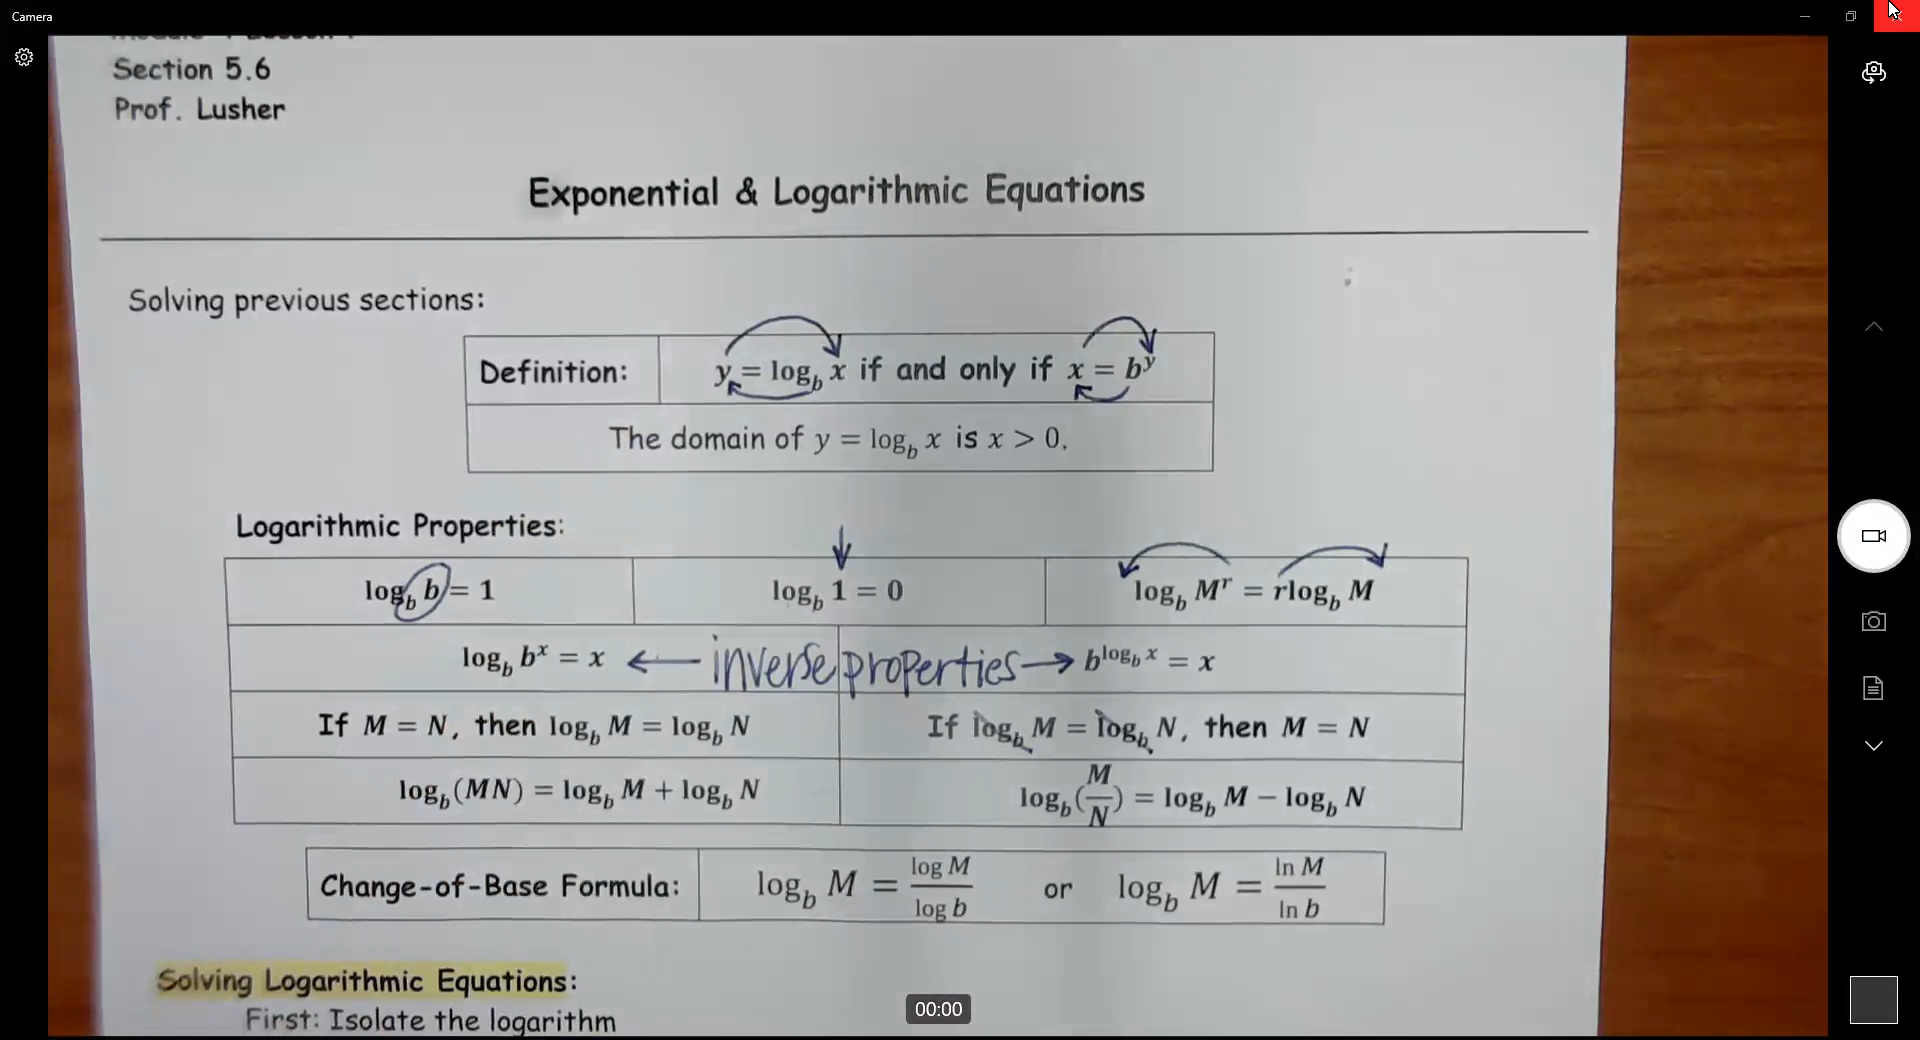 Camera
Section 5.6
Prof. Lusher
Exponential & Logarithmic Equations
Solving previous sections:
Definition: y = log_b x if and only if x = b^y
The domain of y = log_b x is x > 0.
Logarithmic Properties:
log_b b = 1 log_b 1 = 0 log_b M^r = rlog_b M
log_b b^x = x ← inverse properties → b^{log_b x} = x
If M = N, then log_b M = log_b N If log_b M = log_b N, then M = N
log_b(MN) = log_b M + log_b N log_b(M/N) = log_b M − log_b N
Change-of-Base Formula: log_b M = log M / log b or log_b M = ln M / ln b
Solving Logarithmic Equations:
First: Isolate the logarithm
00:00